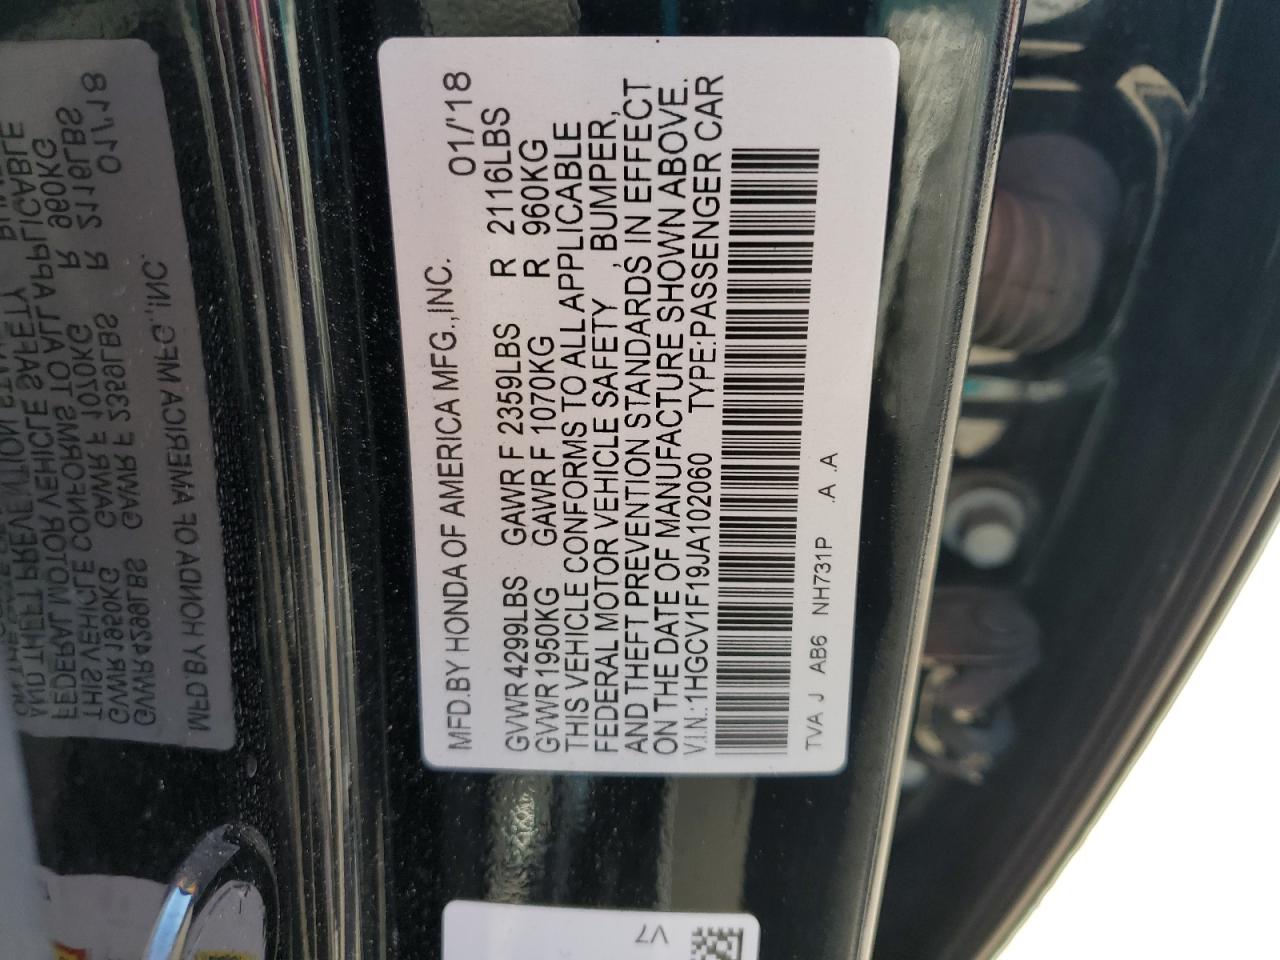 MFD.BY HONDA OF AMERICA MFG.,INC. 01/'18
GVWR 4299LBS GAWR F 2359LBS R 2116LBS
GVWR 1950KG GAWR F 1070KG R 960KG
THIS VEHICLE CONFORMS TO ALL APPLICABLE
FEDERAL MOTOR VEHICLE SAFETY , BUMPER,
AND THEFT PREVENTION STANDARDS IN EFFECT
ON THE DATE OF MANUFACTURE SHOWN ABOVE.
V.I.N.:1HGCV1F19JA102060 TYPE:PASSENGER CAR
TVA J AB6 NH731P .A .A
V7